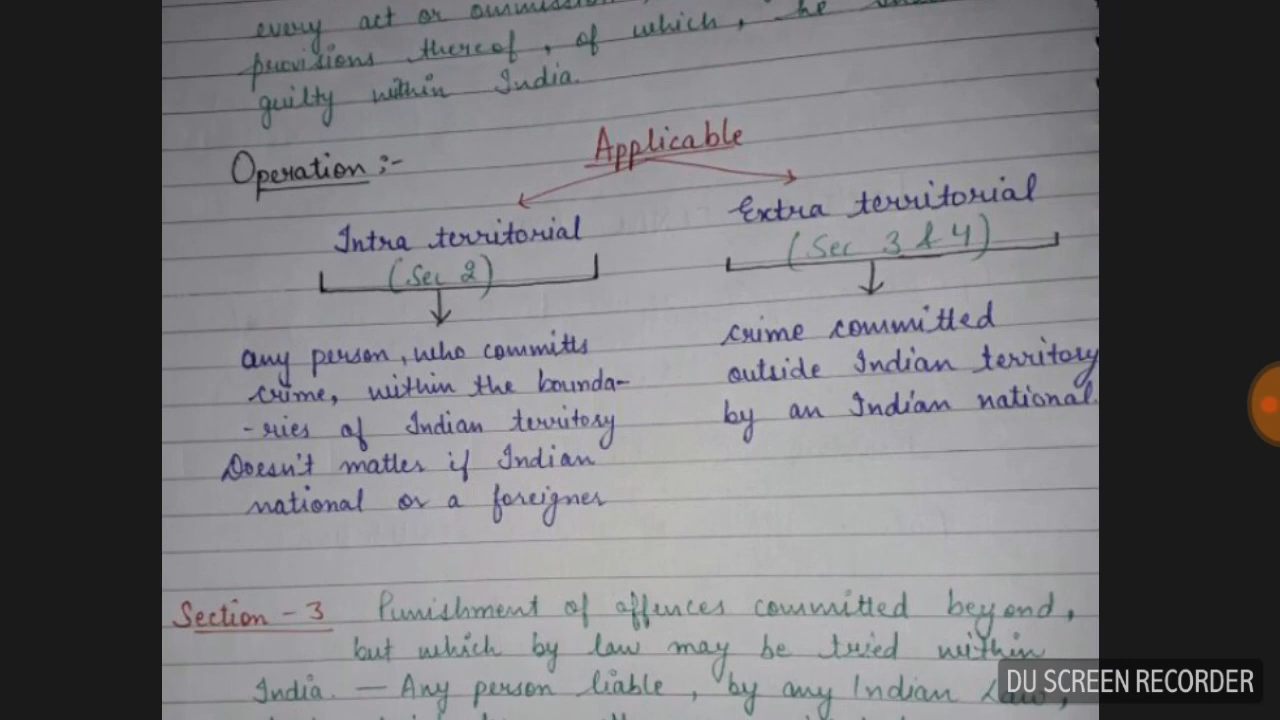 every act or ommission
provisions thereof, of which, he
guilty within India.
Operation :-
Applicable
Intra territorial
Extra territorial
(Sec 2)
(Sec 3 & 4)
any person, who committs
crime, within the bounda-
-ries of Indian territory
Doesn't matter if Indian
national or a foreigner
crime committed
outside Indian territory
by an Indian national.
Section - 3 Punishment of offences committed beyond,
but which by law may be tried within
India. — Any person liable, by any Indian Law,
DU SCREEN RECORDER